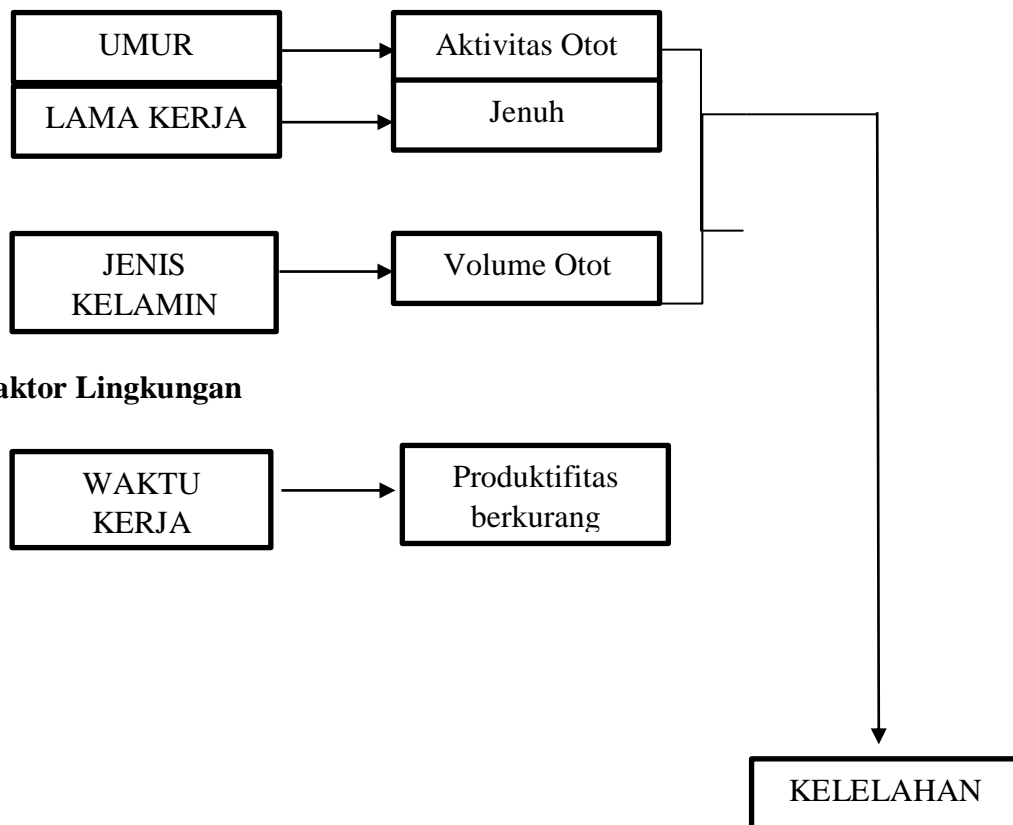 UMUR
Aktivitas Otot
LAMA KERJA
Jenuh
JENIS
KELAMIN
Volume Otot
aktor Lingkungan
WAKTU
KERJA
Produktifitas
berkurang
KELELAHAN